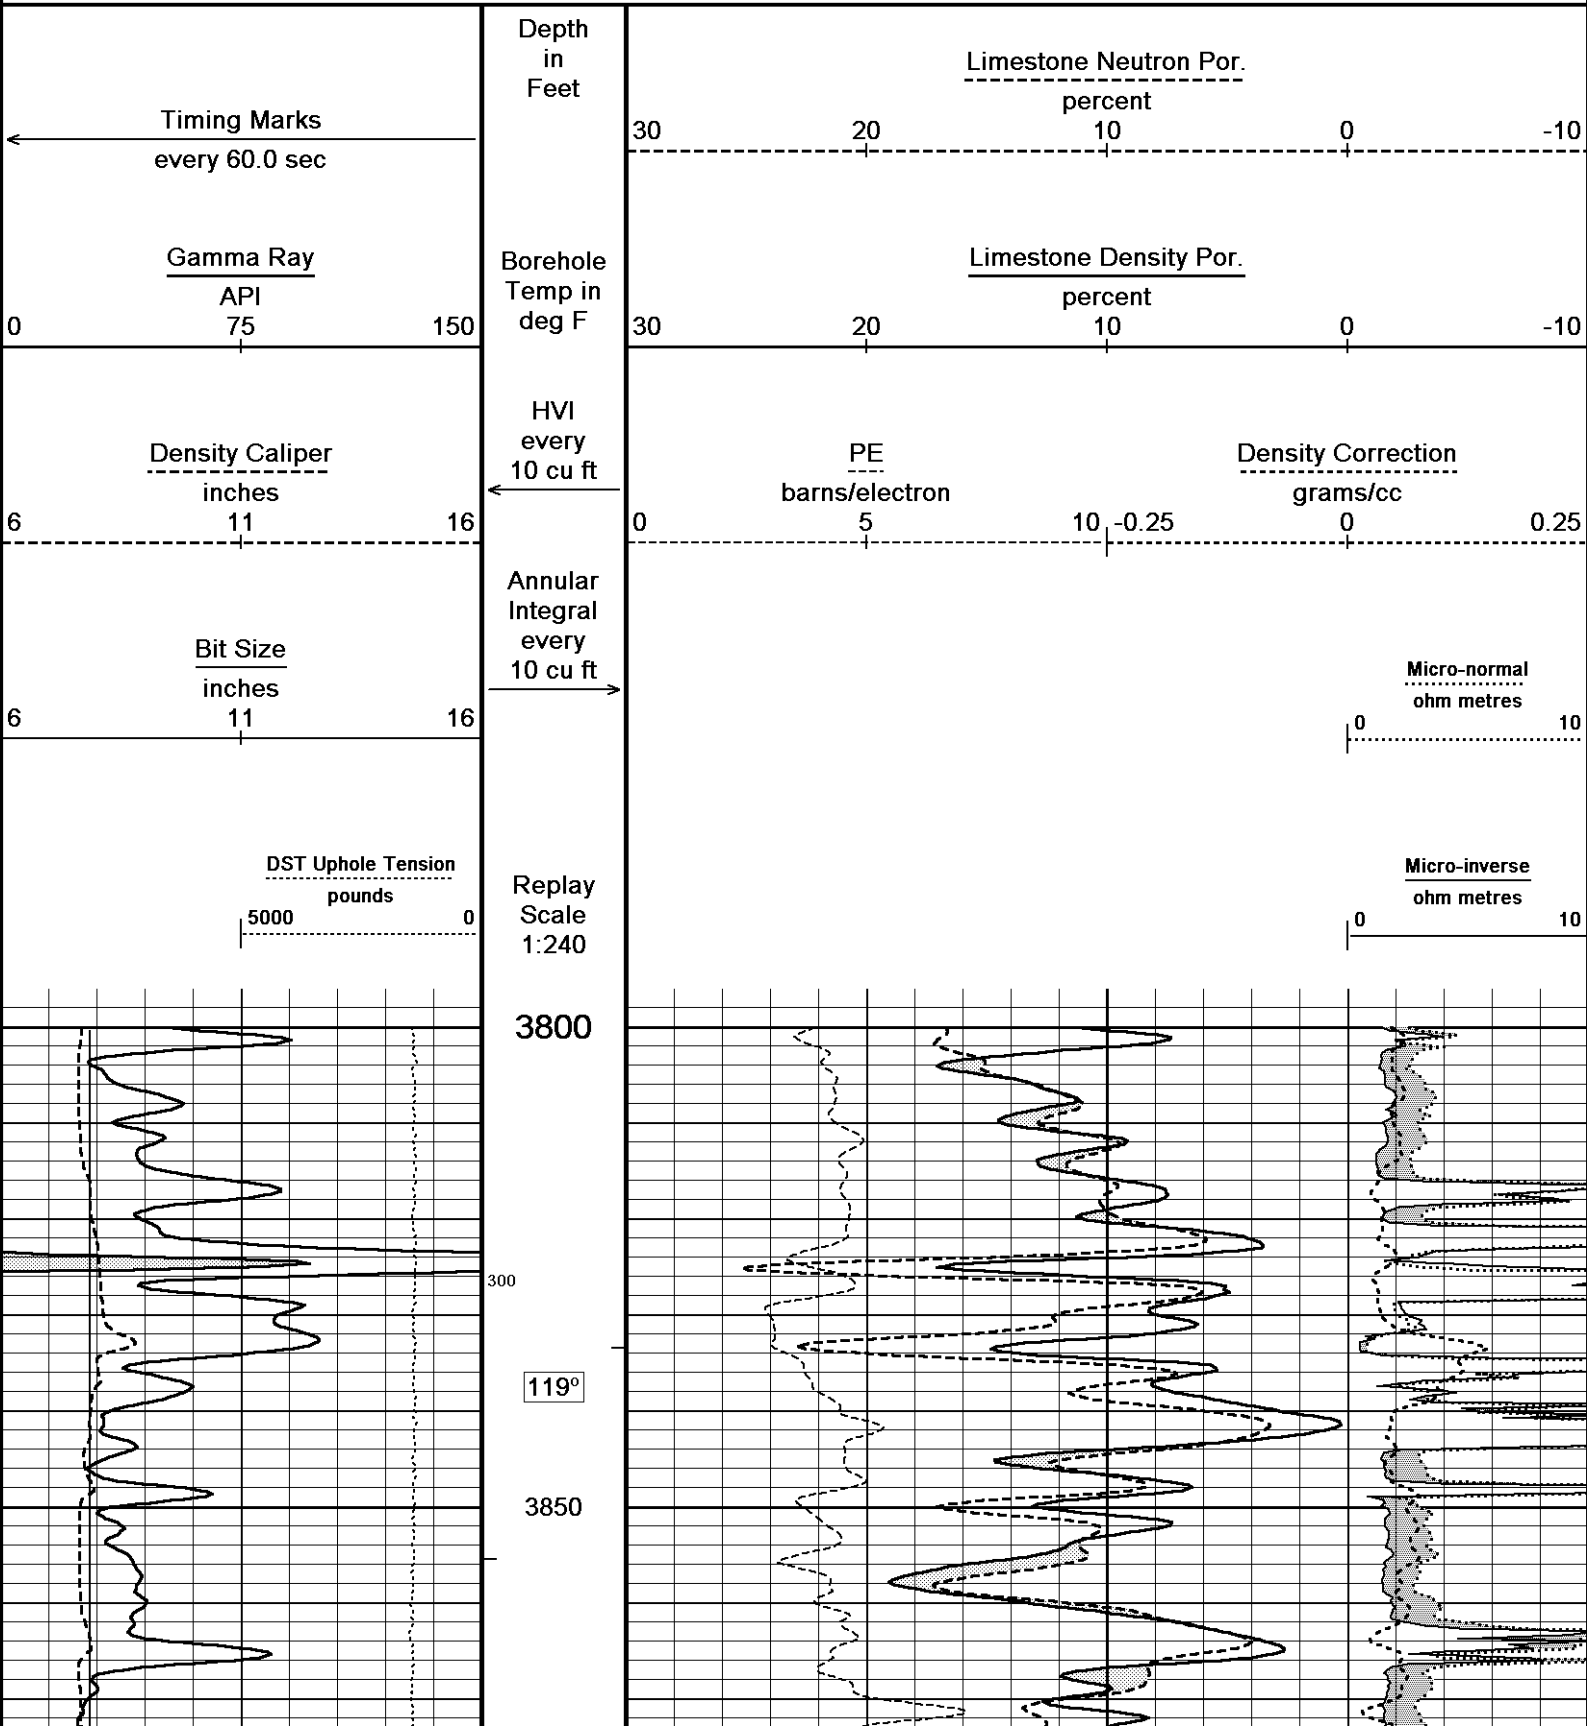 Timing Marks
every 60.0 sec
Gamma Ray
API
0 75 150
Density Caliper
inches
6 11 16
Bit Size
inches
6 11 16
DST Uphole Tension
pounds
5000 0
Depth
in
Feet
Borehole
Temp in
deg F
HVI
every
10 cu ft
Annular
Integral
every
10 cu ft
Replay
Scale
1:240
Limestone Neutron Por.
percent
30 20 10 0 -10
Limestone Density Por.
percent
30 20 10 0 -10
PE
barns/electron
0 5 10
Density Correction
grams/cc
-0.25 0 0.25
Micro-normal
ohm metres
0 10
Micro-inverse
ohm metres
0 10
3800
300
119º
3850